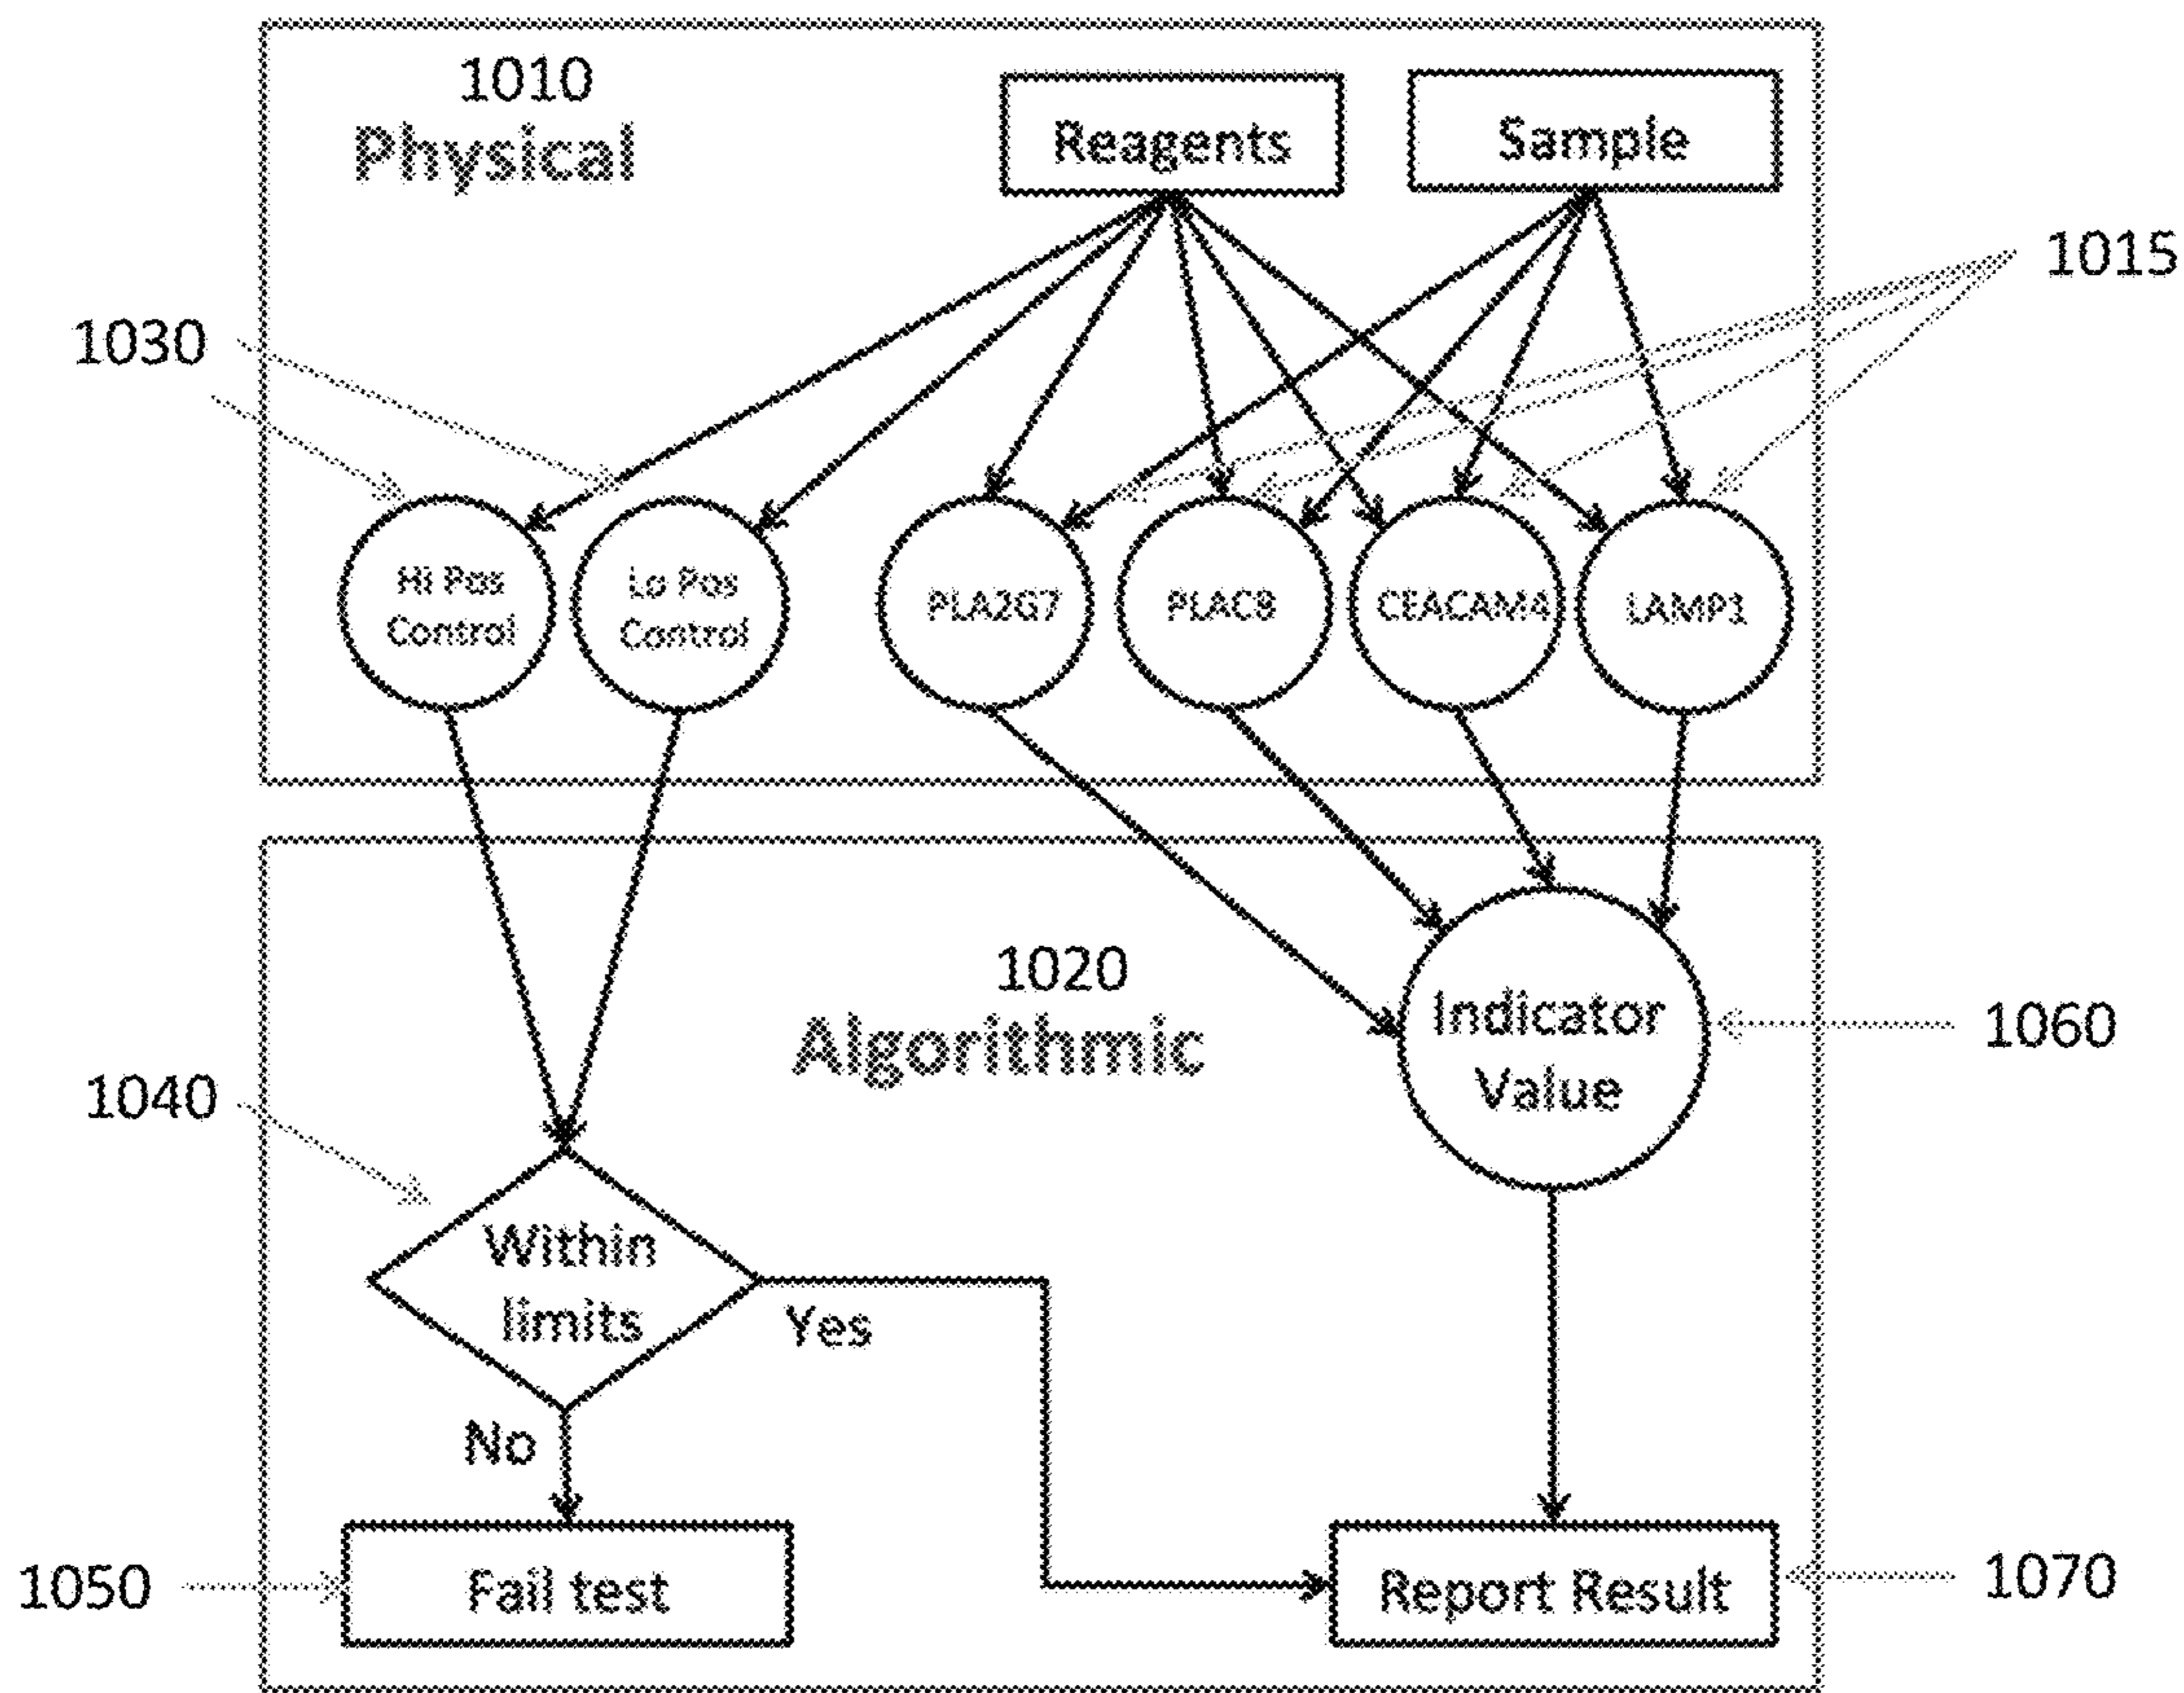 1010
Physical
Reagents
Sample
1015
1030
Hi Pos
Control
Lo Pos
Control
PLA2G7
PLAC8
CEACAM4
LAMP1
1020
Algorithmic
Indicator
Value
1060
1040
Within
limits
Yes
No
1050
Fail test
Report Result
1070